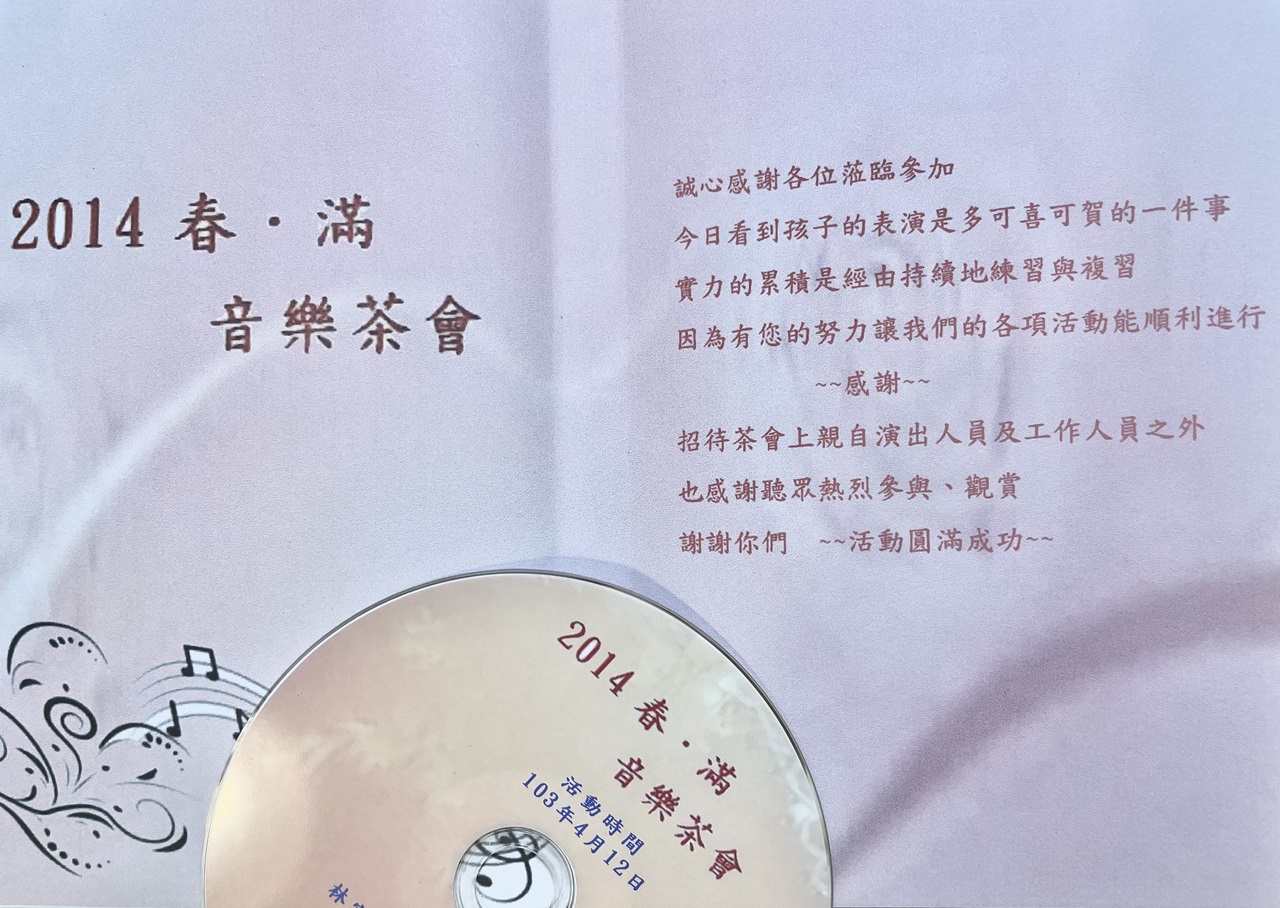 2014 春・滿
音樂茶會
誠心感謝各位蒞臨參加
今日看到孩子的表演是多可喜可賀的一件事
實力的累積是經由持續地練習與複習
因為有您的努力讓我們的各項活動能順利進行
~~感謝~~
招待茶會上親自演出人員及工作人員之外
也感謝聽眾熱烈參與、觀賞
謝謝你們 ~~活動圓滿成功~~
2014 春・滿
音樂茶會
活動時間
103年4月12日
林